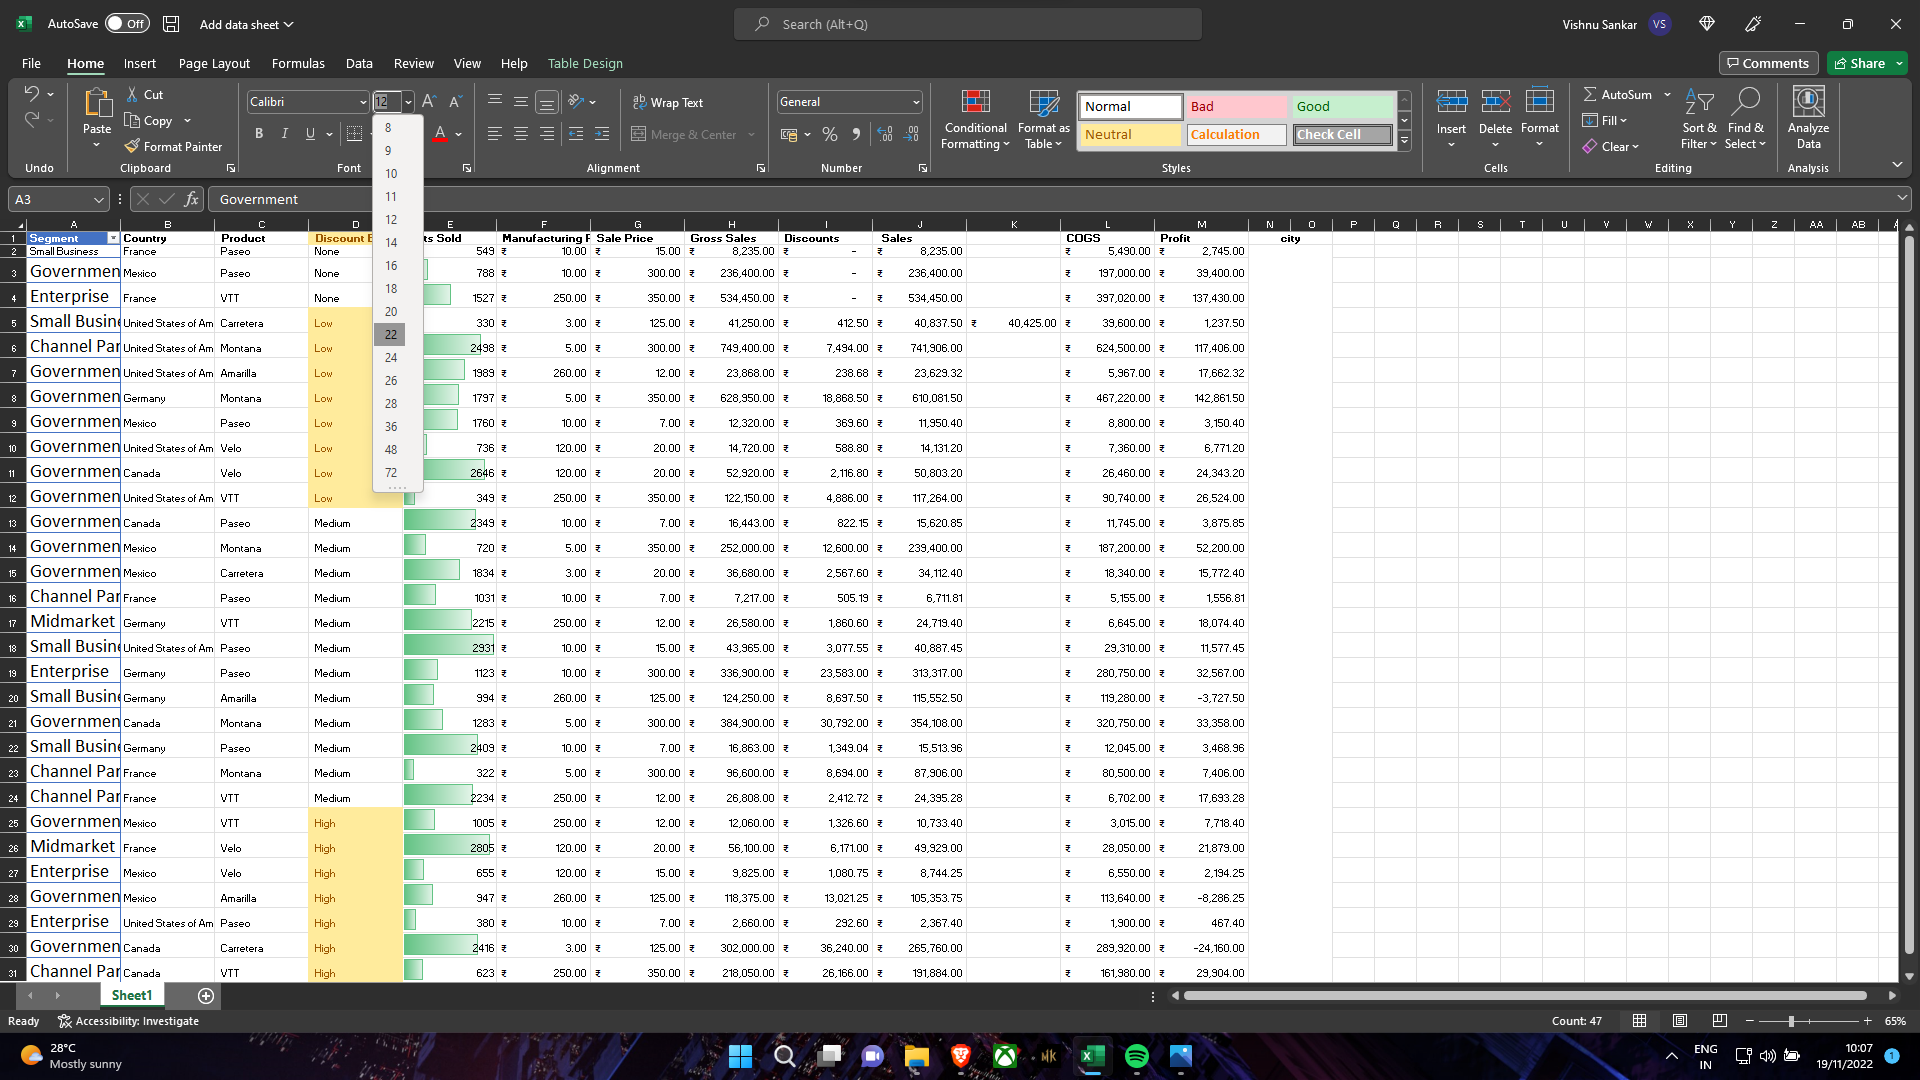 AutoSave Off Add data sheet Search (Alt+Q) Vishnu Sankar VS
File Home Insert Page Layout Formulas Data Review View Help Table Design Comments Share
Cut Calibri 12 Wrap Text General Normal Bad Good AutoSum
Paste Copy Conditional Formatting Format as Table Neutral Calculation Check Cell Insert Delete Format Fill Sort & Filter Find & Select Analyze Data
Format Painter B I U A Merge & Center % Clear
Undo Clipboard Font Alignment Number Styles Cells Editing Analysis
A3 fx Government
8
9
10
11
12
14
16
18
20
22
24
26
28
36
48
72
A B C D E F G H I J K L M N O P Q R S T U V W X Y Z AA AB
1 Segment Country Product Discount ts Sold Manufacturing Sale Price Gross Sales Discounts Sales COGS Profit city
2 Small Business France Paseo None 549 ₹ 10.00 ₹ 15.00 ₹ 8,235.00 ₹ - ₹ 8,235.00 ₹ 5,490.00 ₹ 2,745.00
3 Governmen Mexico Paseo None 788 ₹ 10.00 ₹ 300.00 ₹ 236,400.00 ₹ - ₹ 236,400.00 ₹ 197,000.00 ₹ 39,400.00
4 Enterprise France VTT None 1527 ₹ 250.00 ₹ 350.00 ₹ 534,450.00 ₹ - ₹ 534,450.00 ₹ 397,020.00 ₹ 137,430.00
5 Small Busine United States of Am Carretera Low 330 ₹ 3.00 ₹ 125.00 ₹ 41,250.00 ₹ 412.50 ₹ 40,837.50 ₹ 40,425.00 ₹ 39,600.00 ₹ 1,237.50
6 Channel Par United States of Am Montana Low 2498 ₹ 5.00 ₹ 300.00 ₹ 749,400.00 ₹ 7,494.00 ₹ 741,906.00 ₹ 624,500.00 ₹ 117,406.00
7 Governmen United States of Am Amarilla Low 1989 ₹ 260.00 ₹ 12.00 ₹ 23,868.00 ₹ 238.68 ₹ 23,629.32 ₹ 5,967.00 ₹ 17,662.32
8 Governmen Germany Montana Low 1797 ₹ 5.00 ₹ 350.00 ₹ 628,950.00 ₹ 18,868.50 ₹ 610,081.50 ₹ 467,220.00 ₹ 142,861.50
9 Governmen Mexico Paseo Low 1760 ₹ 10.00 ₹ 7.00 ₹ 12,320.00 ₹ 369.60 ₹ 11,950.40 ₹ 8,800.00 ₹ 3,150.40
10 Governmen United States of Am Velo Low 736 ₹ 120.00 ₹ 20.00 ₹ 14,720.00 ₹ 588.80 ₹ 14,131.20 ₹ 7,360.00 ₹ 6,771.20
11 Governmen Canada Velo Low 2646 ₹ 120.00 ₹ 20.00 ₹ 52,920.00 ₹ 2,116.80 ₹ 50,803.20 ₹ 26,460.00 ₹ 24,343.20
12 Governmen United States of Am VTT Low 349 ₹ 250.00 ₹ 350.00 ₹ 122,150.00 ₹ 4,886.00 ₹ 117,264.00 ₹ 90,740.00 ₹ 26,524.00
13 Governmen Canada Paseo Medium 2349 ₹ 10.00 ₹ 7.00 ₹ 16,443.00 ₹ 822.15 ₹ 15,620.85 ₹ 11,745.00 ₹ 3,875.85
14 Governmen Mexico Montana Medium 720 ₹ 5.00 ₹ 350.00 ₹ 252,000.00 ₹ 12,600.00 ₹ 239,400.00 ₹ 187,200.00 ₹ 52,200.00
15 Governmen Mexico Carretera Medium 1834 ₹ 3.00 ₹ 20.00 ₹ 36,680.00 ₹ 2,567.60 ₹ 34,112.40 ₹ 18,340.00 ₹ 15,772.40
16 Channel Par France Paseo Medium 1031 ₹ 10.00 ₹ 7.00 ₹ 7,217.00 ₹ 505.19 ₹ 6,711.81 ₹ 5,155.00 ₹ 1,556.81
17 Midmarket Germany VTT Medium 2215 ₹ 250.00 ₹ 12.00 ₹ 26,580.00 ₹ 1,860.60 ₹ 24,719.40 ₹ 6,645.00 ₹ 18,074.40
18 Small Busine United States of Am Paseo Medium 2931 ₹ 10.00 ₹ 15.00 ₹ 43,965.00 ₹ 3,077.55 ₹ 40,887.45 ₹ 29,310.00 ₹ 11,577.45
19 Enterprise Germany Paseo Medium 1123 ₹ 10.00 ₹ 300.00 ₹ 336,900.00 ₹ 23,583.00 ₹ 313,317.00 ₹ 280,750.00 ₹ 32,567.00
20 Small Busine Germany Amarilla Medium 994 ₹ 260.00 ₹ 125.00 ₹ 124,250.00 ₹ 8,697.50 ₹ 115,552.50 ₹ 119,280.00 ₹ -3,727.50
21 Governmen Canada Montana Medium 1283 ₹ 5.00 ₹ 300.00 ₹ 384,900.00 ₹ 30,792.00 ₹ 354,108.00 ₹ 320,750.00 ₹ 33,358.00
22 Small Busine Germany Paseo Medium 2409 ₹ 10.00 ₹ 7.00 ₹ 16,863.00 ₹ 1,349.04 ₹ 15,513.96 ₹ 12,045.00 ₹ 3,468.96
23 Channel Par France Montana Medium 322 ₹ 5.00 ₹ 300.00 ₹ 96,600.00 ₹ 8,694.00 ₹ 87,906.00 ₹ 80,500.00 ₹ 7,406.00
24 Channel Par France VTT Medium 2234 ₹ 250.00 ₹ 12.00 ₹ 26,808.00 ₹ 2,412.72 ₹ 24,395.28 ₹ 6,702.00 ₹ 17,693.28
25 Governmen Mexico VTT High 1005 ₹ 250.00 ₹ 12.00 ₹ 12,060.00 ₹ 1,326.60 ₹ 10,733.40 ₹ 3,015.00 ₹ 7,718.40
26 Midmarket France Velo High 2805 ₹ 120.00 ₹ 20.00 ₹ 56,100.00 ₹ 6,171.00 ₹ 49,929.00 ₹ 28,050.00 ₹ 21,879.00
27 Enterprise Mexico Velo High 655 ₹ 120.00 ₹ 15.00 ₹ 9,825.00 ₹ 1,080.75 ₹ 8,744.25 ₹ 6,550.00 ₹ 2,194.25
28 Governmen Mexico Amarilla High 947 ₹ 260.00 ₹ 125.00 ₹ 118,375.00 ₹ 13,021.25 ₹ 105,353.75 ₹ 113,640.00 ₹ -8,286.25
29 Enterprise United States of Am Paseo High 380 ₹ 10.00 ₹ 7.00 ₹ 2,660.00 ₹ 292.60 ₹ 2,367.40 ₹ 1,900.00 ₹ 467.40
30 Governmen Canada Carretera High 2416 ₹ 3.00 ₹ 125.00 ₹ 302,000.00 ₹ 36,240.00 ₹ 265,760.00 ₹ 289,920.00 ₹ -24,160.00
31 Channel Par Canada VTT High 623 ₹ 250.00 ₹ 350.00 ₹ 218,050.00 ₹ 26,166.00 ₹ 191,884.00 ₹ 161,980.00 ₹ 29,904.00
Sheet1
Ready Accessibility: Investigate Count: 47 65%
28°C
Mostly sunny
ENG
IN
10:07
19/11/2022
1